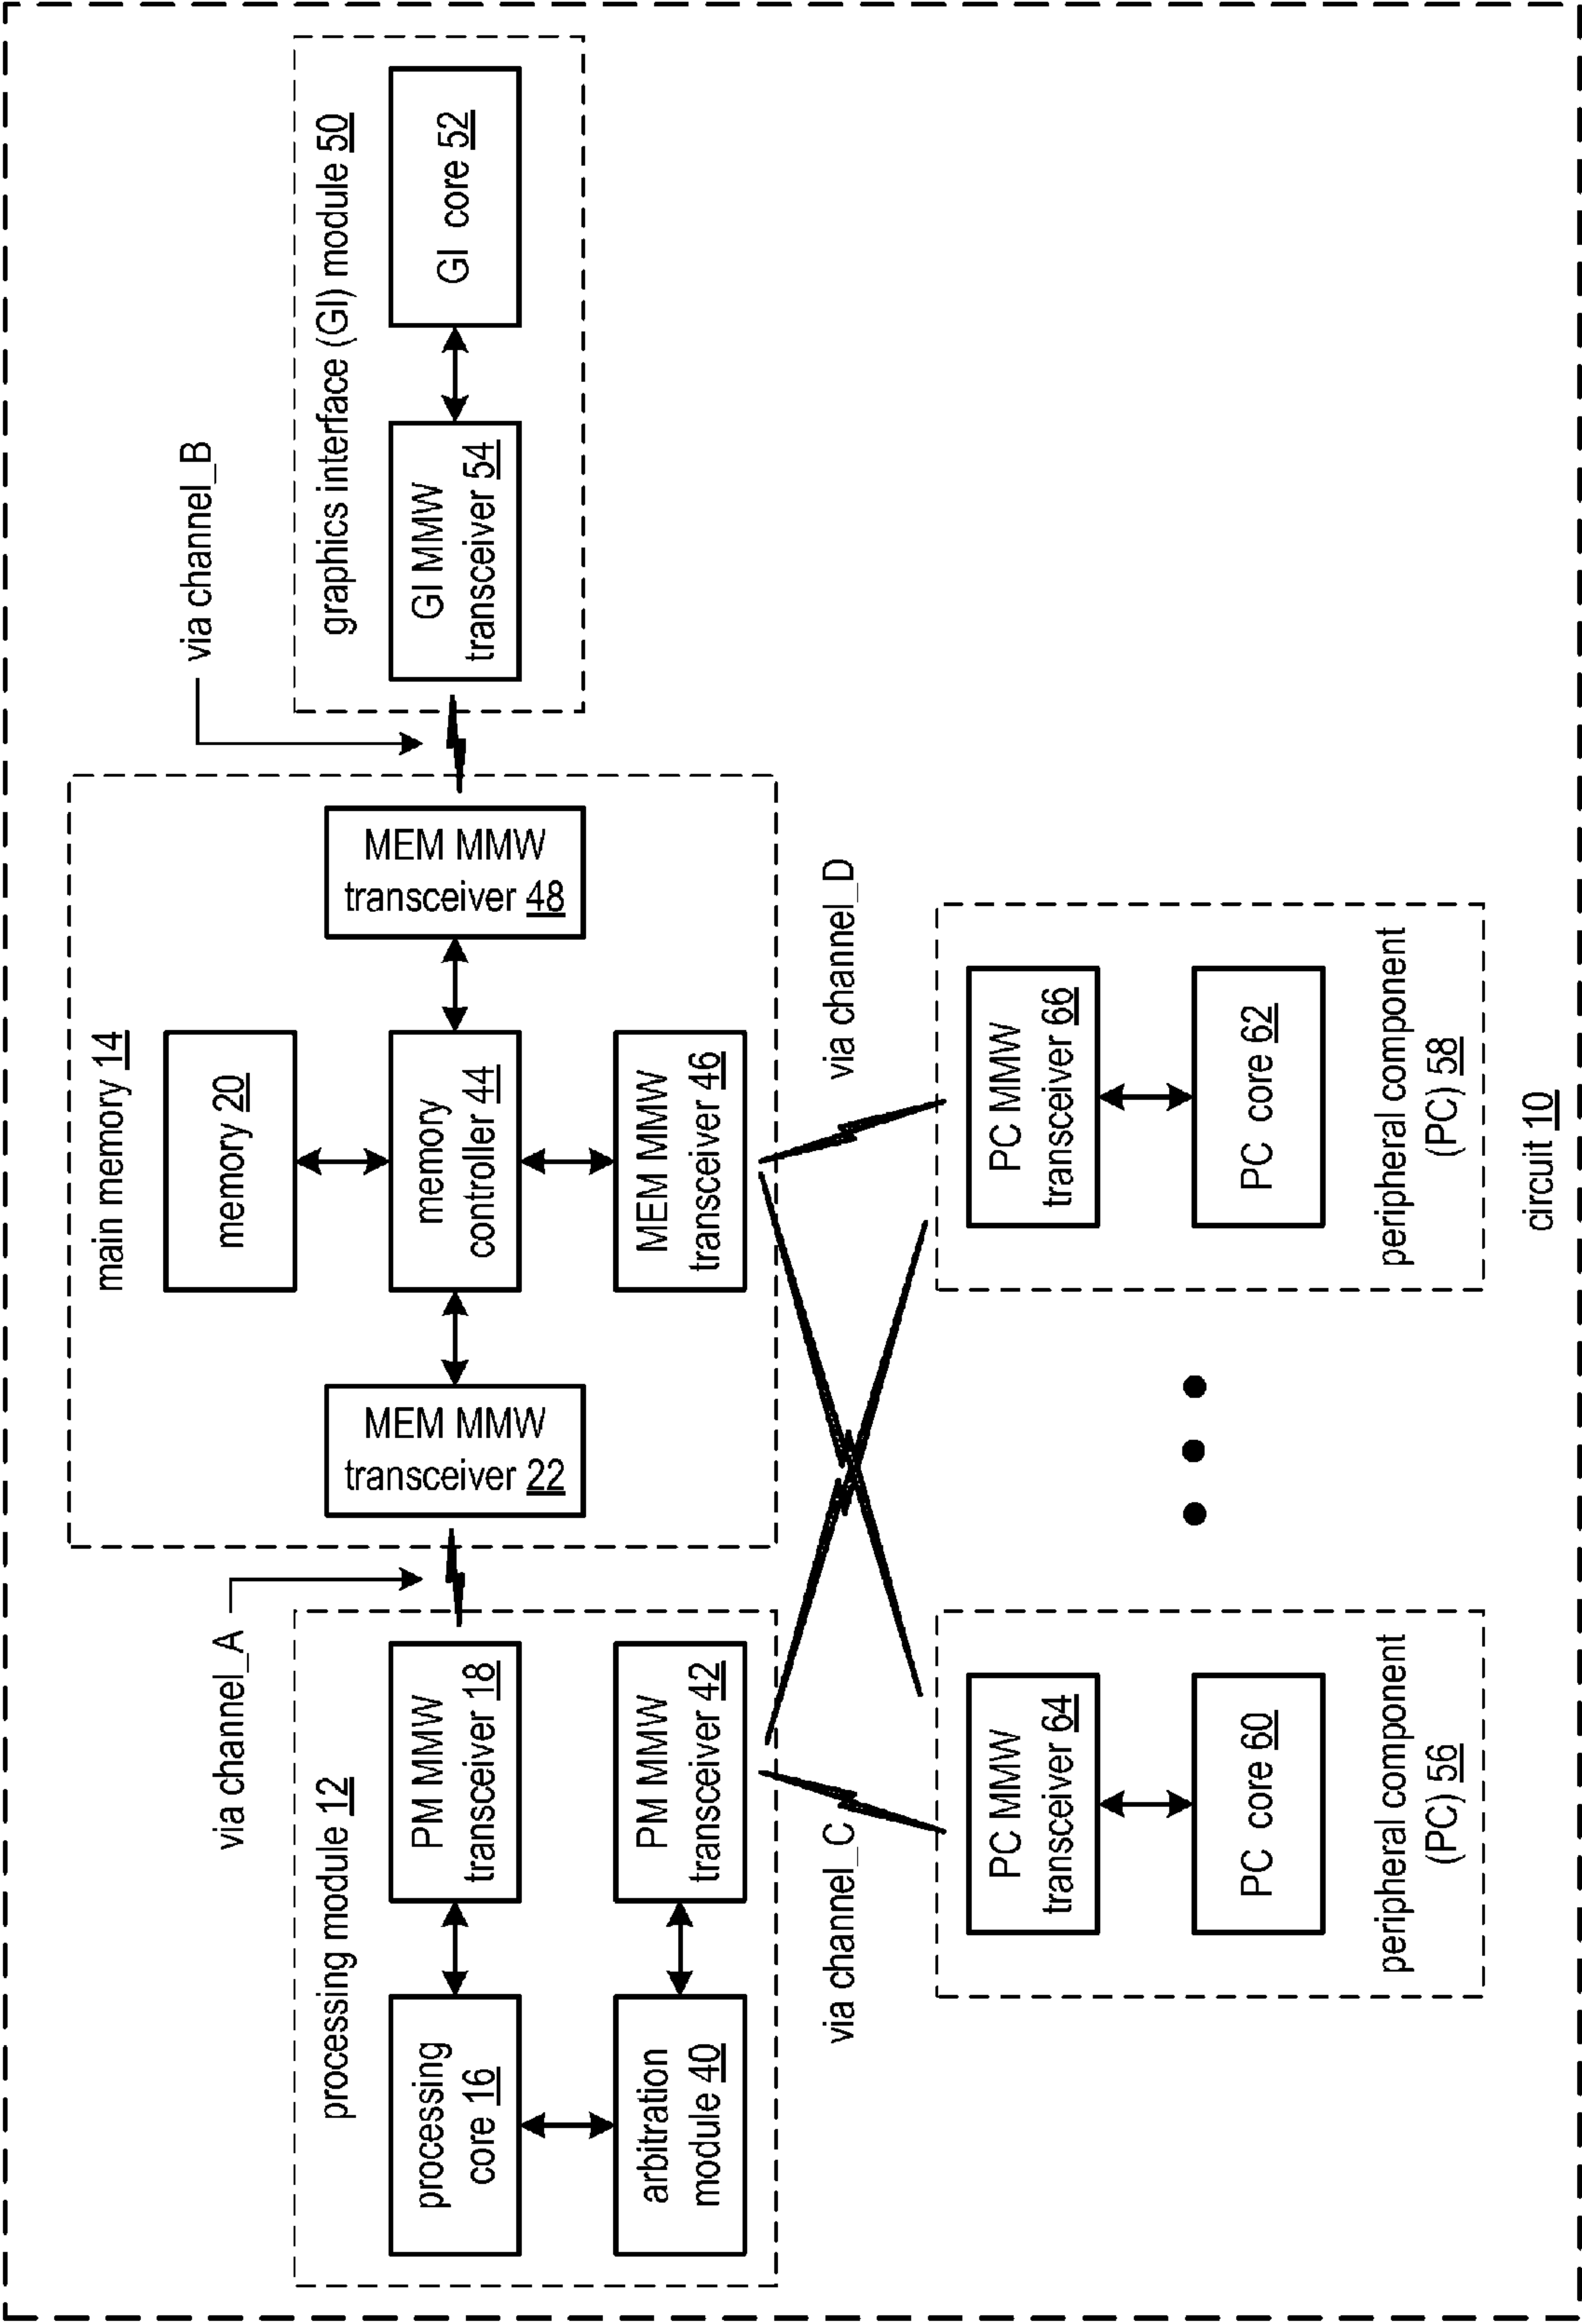 main memory 14
memory 20
via channel_A
via channel_B
processing module 12
processing
core 16
PM MMW
transceiver 18
MEM MMW
transceiver 22
memory
controller 44
MEM MMW
transceiver 48
graphics interface (GI) module 50
GI MMW
transceiver 54
GI core 52
arbitration
module 40
PM MMW
transceiver 42
MEM MMW
transceiver 46
via channel_C
via channel_D
PC MMW
transceiver 64
PC core 60
peripheral component
(PC) 56
PC MMW
transceiver 66
PC core 62
peripheral component
(PC) 58
circuit 10